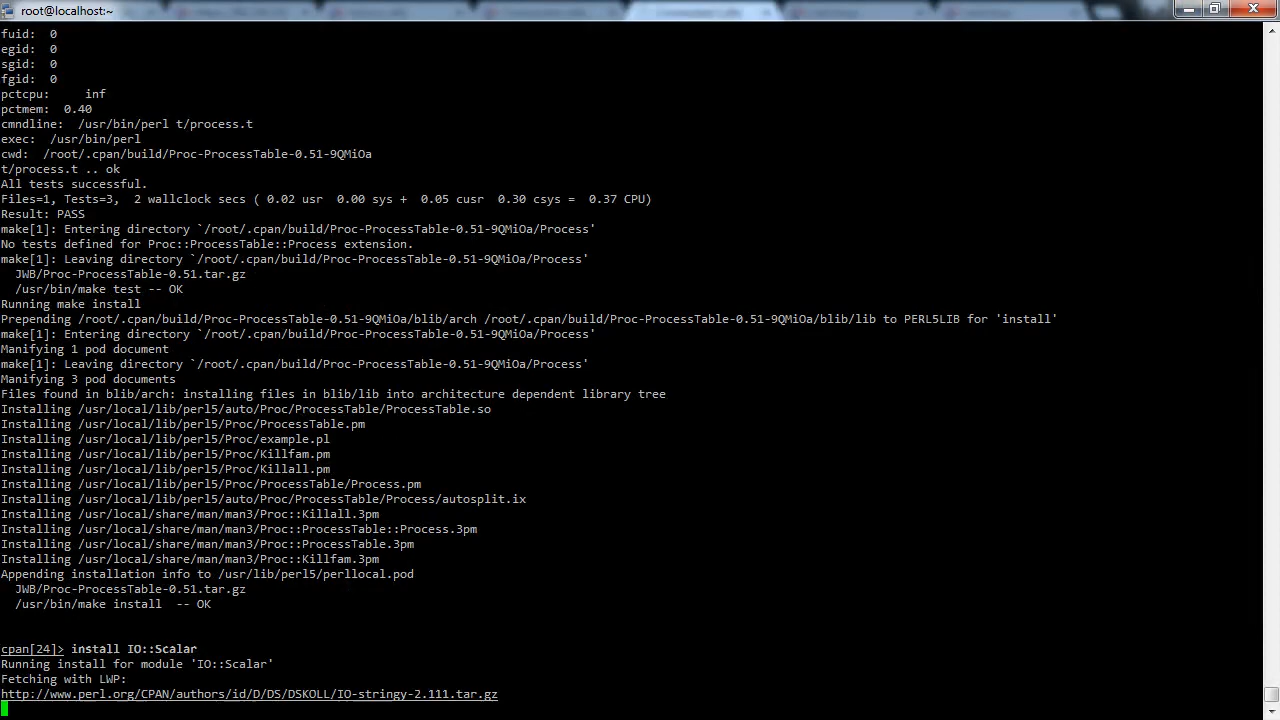 root@localhost:~
fuid:  0
egid:  0
sgid:  0
fgid:  0
pctcpu:     inf
pctmem:  0.40
cmndline:  /usr/bin/perl t/process.t
exec:  /usr/bin/perl
cwd:  /root/.cpan/build/Proc-ProcessTable-0.51-9QMiOa
t/process.t .. ok
All tests successful.
Files=1, Tests=3,  2 wallclock secs ( 0.02 usr  0.00 sys +  0.05 cusr  0.30 csys =  0.37 CPU)
Result: PASS
make[1]: Entering directory `/root/.cpan/build/Proc-ProcessTable-0.51-9QMiOa/Process'
No tests defined for Proc::ProcessTable::Process extension.
make[1]: Leaving directory `/root/.cpan/build/Proc-ProcessTable-0.51-9QMiOa/Process'
  JWB/Proc-ProcessTable-0.51.tar.gz
  /usr/bin/make test -- OK
Running make install
Prepending /root/.cpan/build/Proc-ProcessTable-0.51-9QMiOa/blib/arch /root/.cpan/build/Proc-ProcessTable-0.51-9QMiOa/blib/lib to PERL5LIB for 'install'
make[1]: Entering directory `/root/.cpan/build/Proc-ProcessTable-0.51-9QMiOa/Process'
Manifying 1 pod document
make[1]: Leaving directory `/root/.cpan/build/Proc-ProcessTable-0.51-9QMiOa/Process'
Manifying 3 pod documents
Files found in blib/arch: installing files in blib/lib into architecture dependent library tree
Installing /usr/local/lib/perl5/auto/Proc/ProcessTable/ProcessTable.so
Installing /usr/local/lib/perl5/Proc/ProcessTable.pm
Installing /usr/local/lib/perl5/Proc/example.pl
Installing /usr/local/lib/perl5/Proc/Killfam.pm
Installing /usr/local/lib/perl5/Proc/Killall.pm
Installing /usr/local/lib/perl5/Proc/ProcessTable/Process.pm
Installing /usr/local/lib/perl5/auto/Proc/ProcessTable/Process/autosplit.ix
Installing /usr/local/share/man/man3/Proc::Killall.3pm
Installing /usr/local/share/man/man3/Proc::ProcessTable::Process.3pm
Installing /usr/local/share/man/man3/Proc::ProcessTable.3pm
Installing /usr/local/share/man/man3/Proc::Killfam.3pm
Appending installation info to /usr/lib/perl5/perllocal.pod
  JWB/Proc-ProcessTable-0.51.tar.gz
  /usr/bin/make install  -- OK
cpan[24]> install IO::Scalar
Running install for module 'IO::Scalar'
Fetching with LWP:
http://www.perl.org/CPAN/authors/id/D/DS/DSKOLL/IO-stringy-2.111.tar.gz